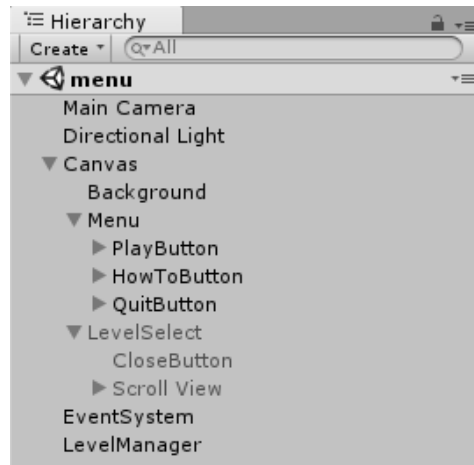 Hierarchy
Create All
menu
Main Camera
Directional Light
Canvas
Background
Menu
PlayButton
HowToButton
QuitButton
LevelSelect
CloseButton
Scroll View
EventSystem
LevelManager